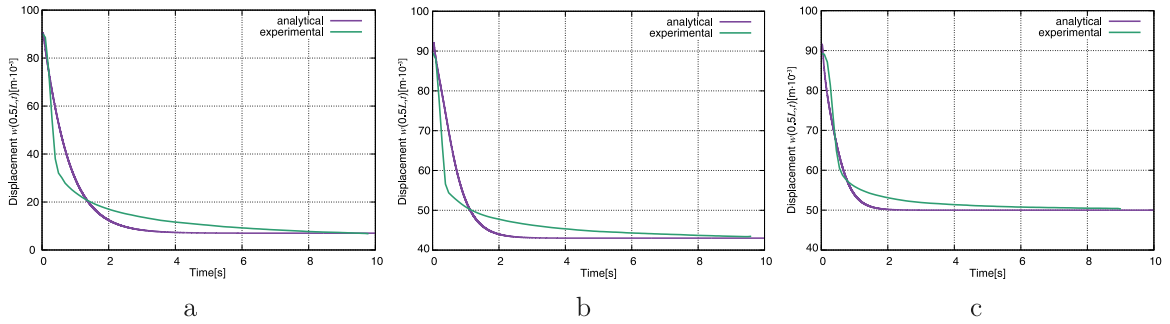 analytical
experimental
100
80
60
40
20
0
0 2 4 6 8 10
Displacement w(0.5L,t)[m·10⁻³]
Time[s]
a
analytical
experimental
100
90
80
70
60
50
40
0 2 4 6 8 10
Displacement w(0.5L,t)[m·10⁻³]
Time[s]
b
analytical
experimental
100
90
80
70
60
50
40
0 2 4 6 8 10
Displacement w(0.5L,t)[m·10⁻³]
Time[s]
c